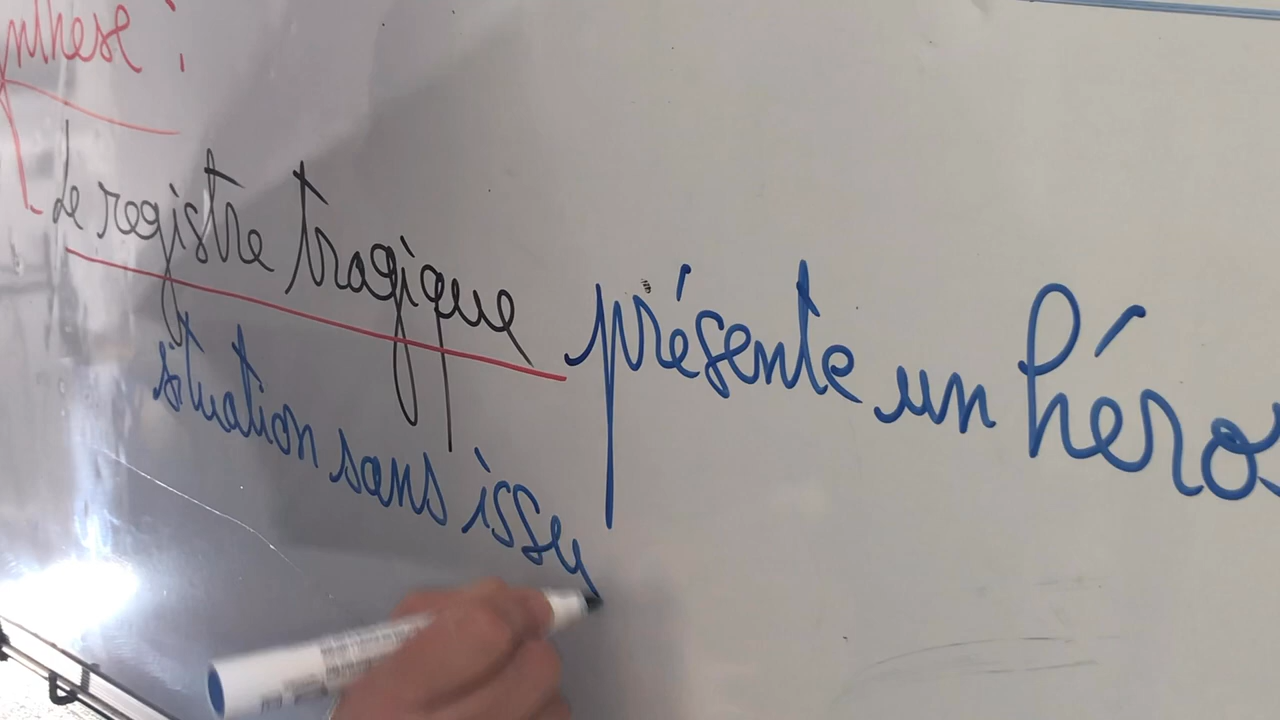 nthese :
Le registre tragique présente un héros
situation sans issu